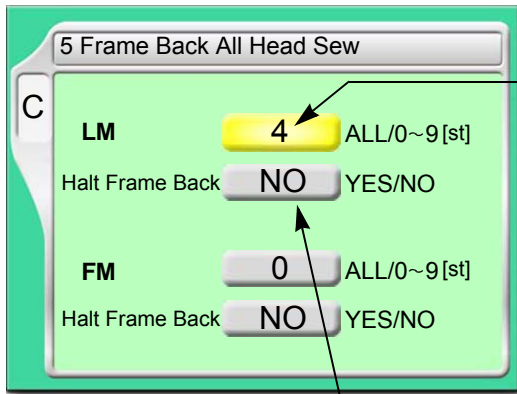 5 Frame Back All Head Sew
C
LM 4 ALL/0~9[st]
Halt Frame Back NO YES/NO
FM 0 ALL/0~9[st]
Halt Frame Back NO YES/NO